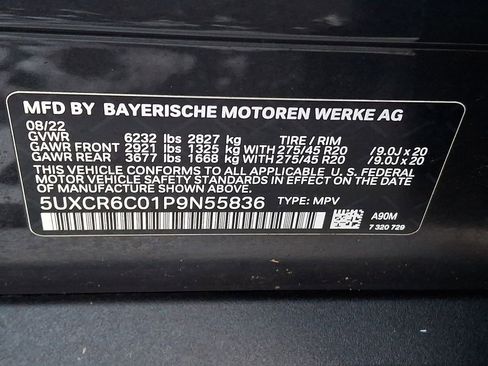 MFD BY BAYERISCHE MOTOREN WERKE AG
08/22
GVWR 6232 lbs 2827 kg TIRE / RIM
GAWR FRONT 2921 lbs 1325 kg WITH 275/45 R20 / 9.0J x 20
GAWR REAR 3677 lbs 1668 kg WITH 275/45 R20 / 9.0J x 20
THIS VEHICLE CONFORMS TO ALL APPLICABLE U. S. FEDERAL
MOTOR VEHICLE SAFETY STANDARDS IN EFFECT ON THE
DATE OF MANUFACTURE SHOWN ABOVE.
5UXCR6C01P9N55836 TYPE: MPV A90M
7 320 729